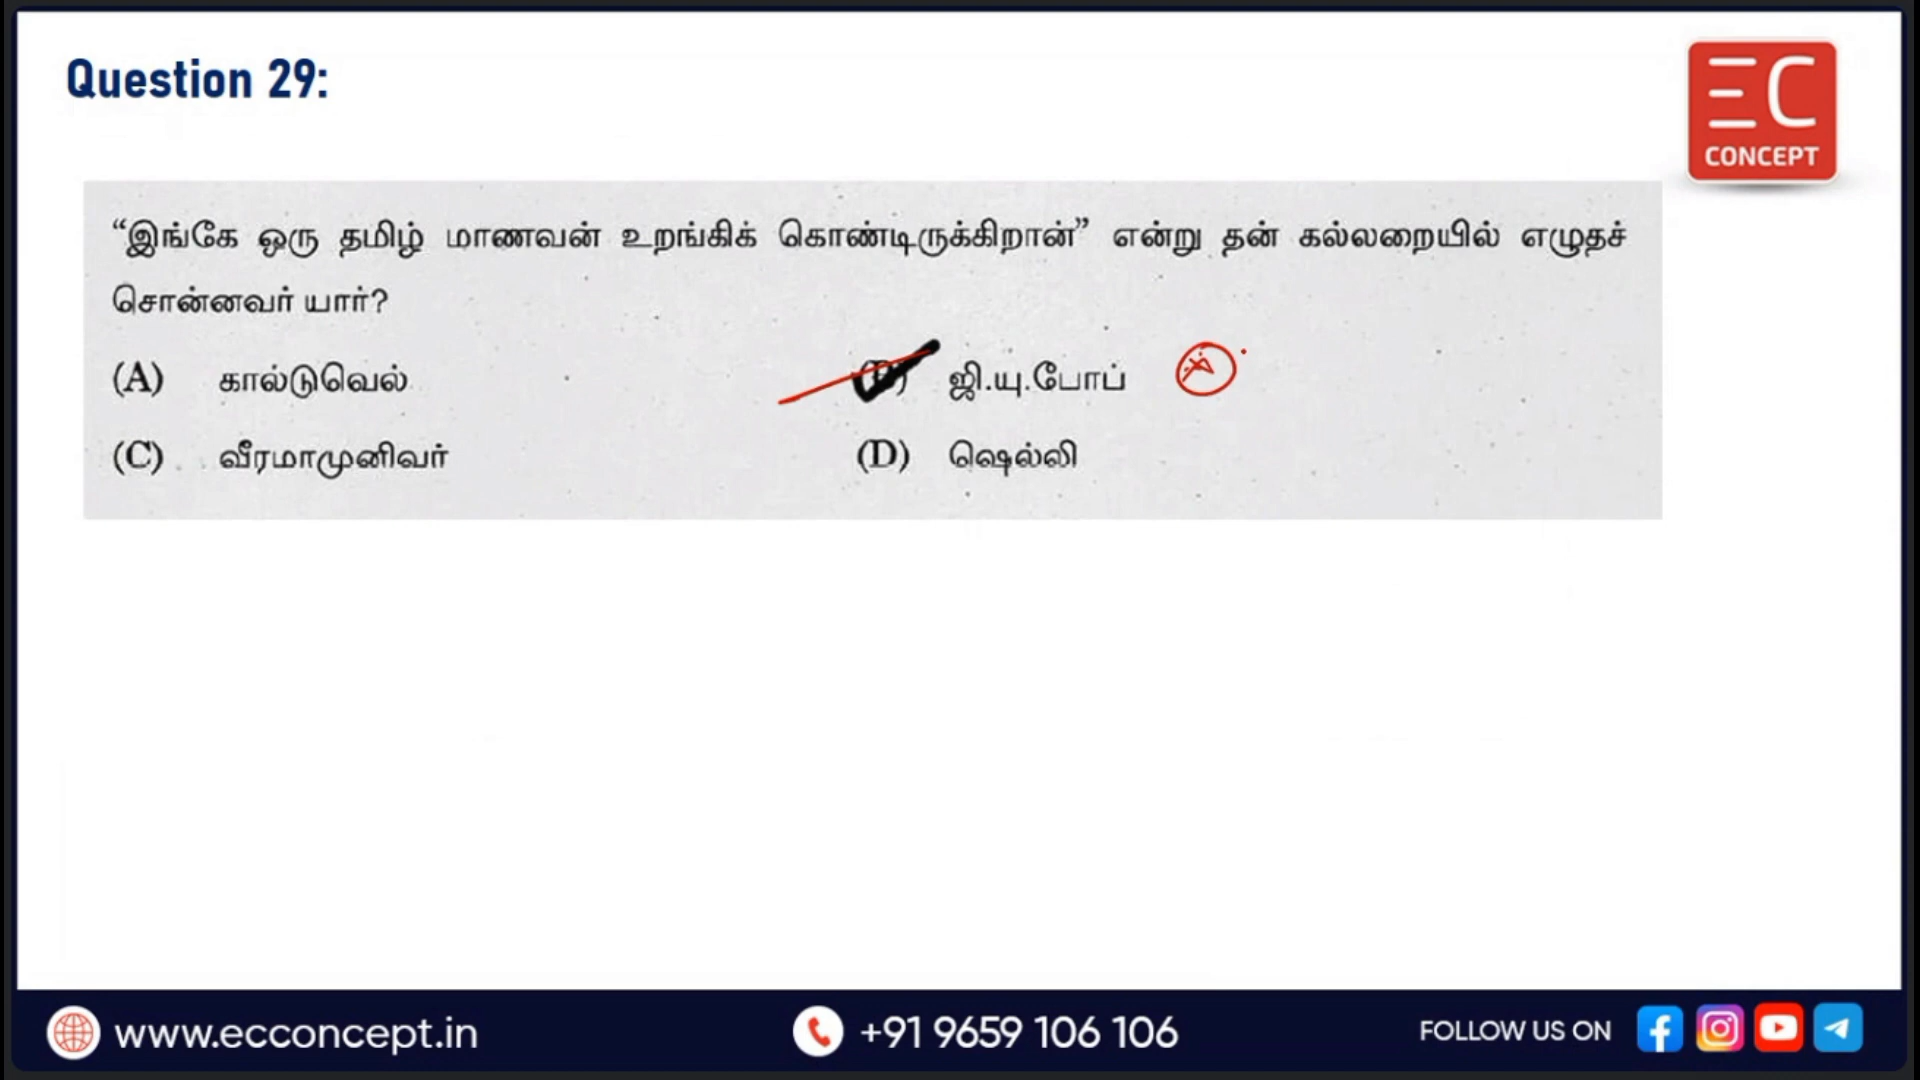 Question 29:
EC
CONCEPT
“இங்கே ஒரு தமிழ் மாணவன் உறங்கிக் கொண்டிருக்கிறான்” என்று தன் கல்லறையில் எழுதச்
சொன்னவர் யார்?
(A) கால்டுவெல் ஜி.யு.போப்
(C) வீரமாமுனிவர் (D) ஷெல்லி
www.ecconcept.in +91 9659 106 106 FOLLOW US ON